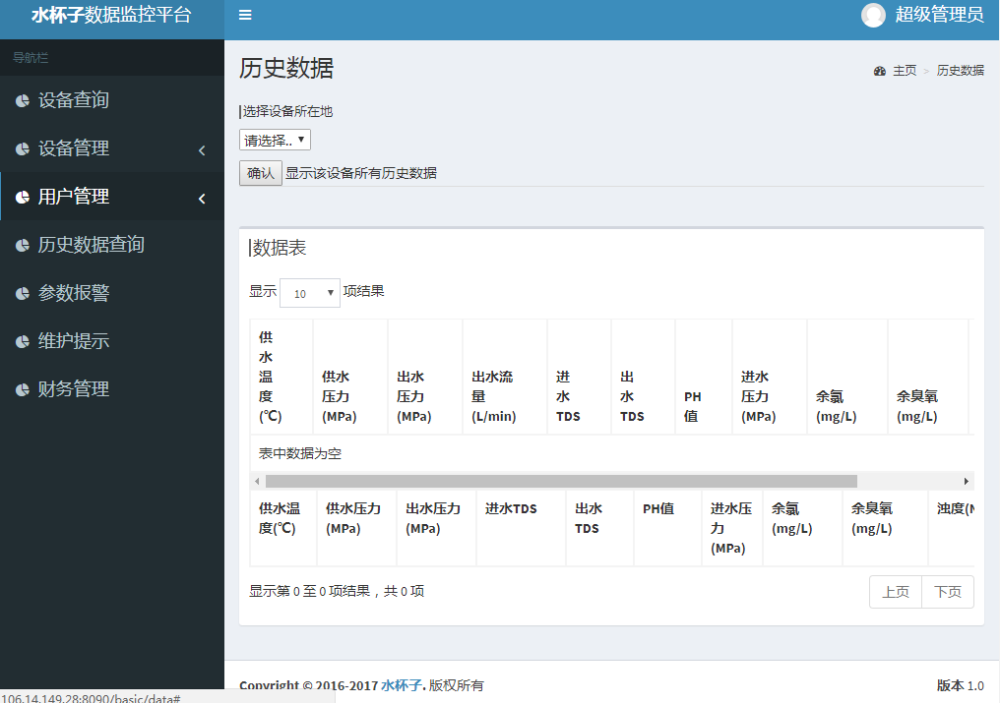 水杯子数据监控平台
超级管理员
导航栏
设备查询
设备管理
用户管理
历史数据查询
参数报警
维护提示
财务管理
历史数据
主页 > 历史数据
选择设备所在地
请选择..
确认 显示该设备所有历史数据
数据表
显示 10 项结果
供水温度(℃)
供水压力(MPa)
出水压力(MPa)
出水流量(L/min)
进水TDS
出水TDS
PH值
进水压力(MPa)
余氯(mg/L)
余臭氧(mg/L)
表中数据为空
供水温度(℃)
供水压力(MPa)
出水压力(MPa)
进水TDS
出水TDS
PH值
进水压力(MPa)
余氯(mg/L)
余臭氧(mg/L)
浊度(N
显示第 0 至 0 项结果，共 0 项
上页 下页
Copyright © 2016-2017 水杯子. 版权所有
版本 1.0
106.14.149.28:8090/basic/data#